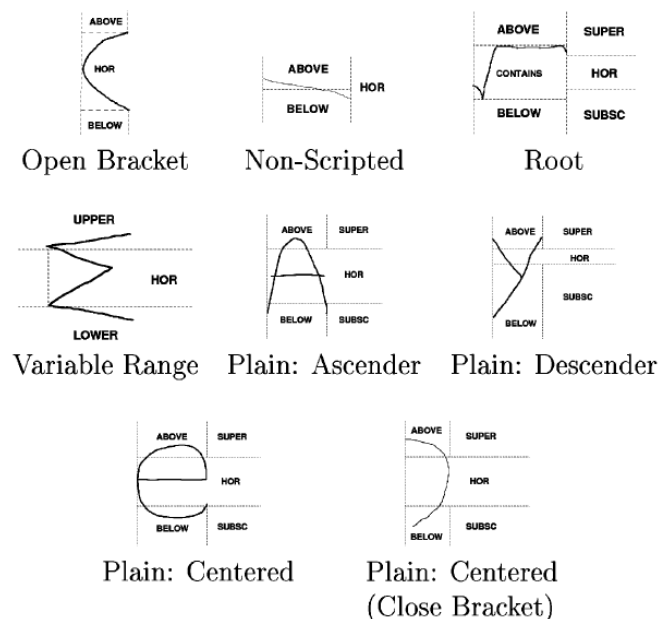 ABOVE
HOR
BELOW
Open Bracket
ABOVE
HOR
BELOW
Non-Scripted
ABOVE SUPER
CONTAINS HOR
BELOW SUBSC
Root
UPPER
HOR
LOWER
Variable Range
ABOVE SUPER
HOR
BELOW SUBSC
Plain: Ascender
ABOVE SUPER
HOR
SUBSC
BELOW
Plain: Descender
ABOVE SUPER
HOR
BELOW SUBSC
Plain: Centered
ABOVE SUPER
HOR
BELOW SUBSC
Plain: Centered
(Close Bracket)